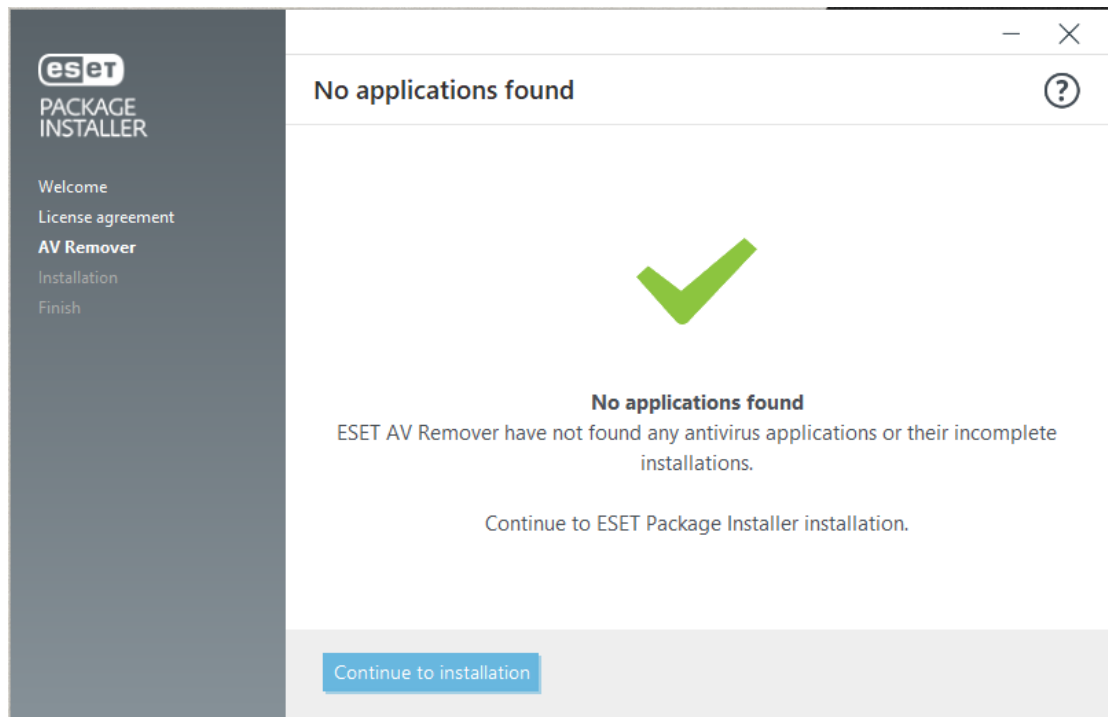 eset
PACKAGE
INSTALLER
Welcome
License agreement
AV Remover
Installation
Finish
No applications found
?
No applications found
ESET AV Remover have not found any antivirus applications or their incomplete
installations.
Continue to ESET Package Installer installation.
Continue to installation